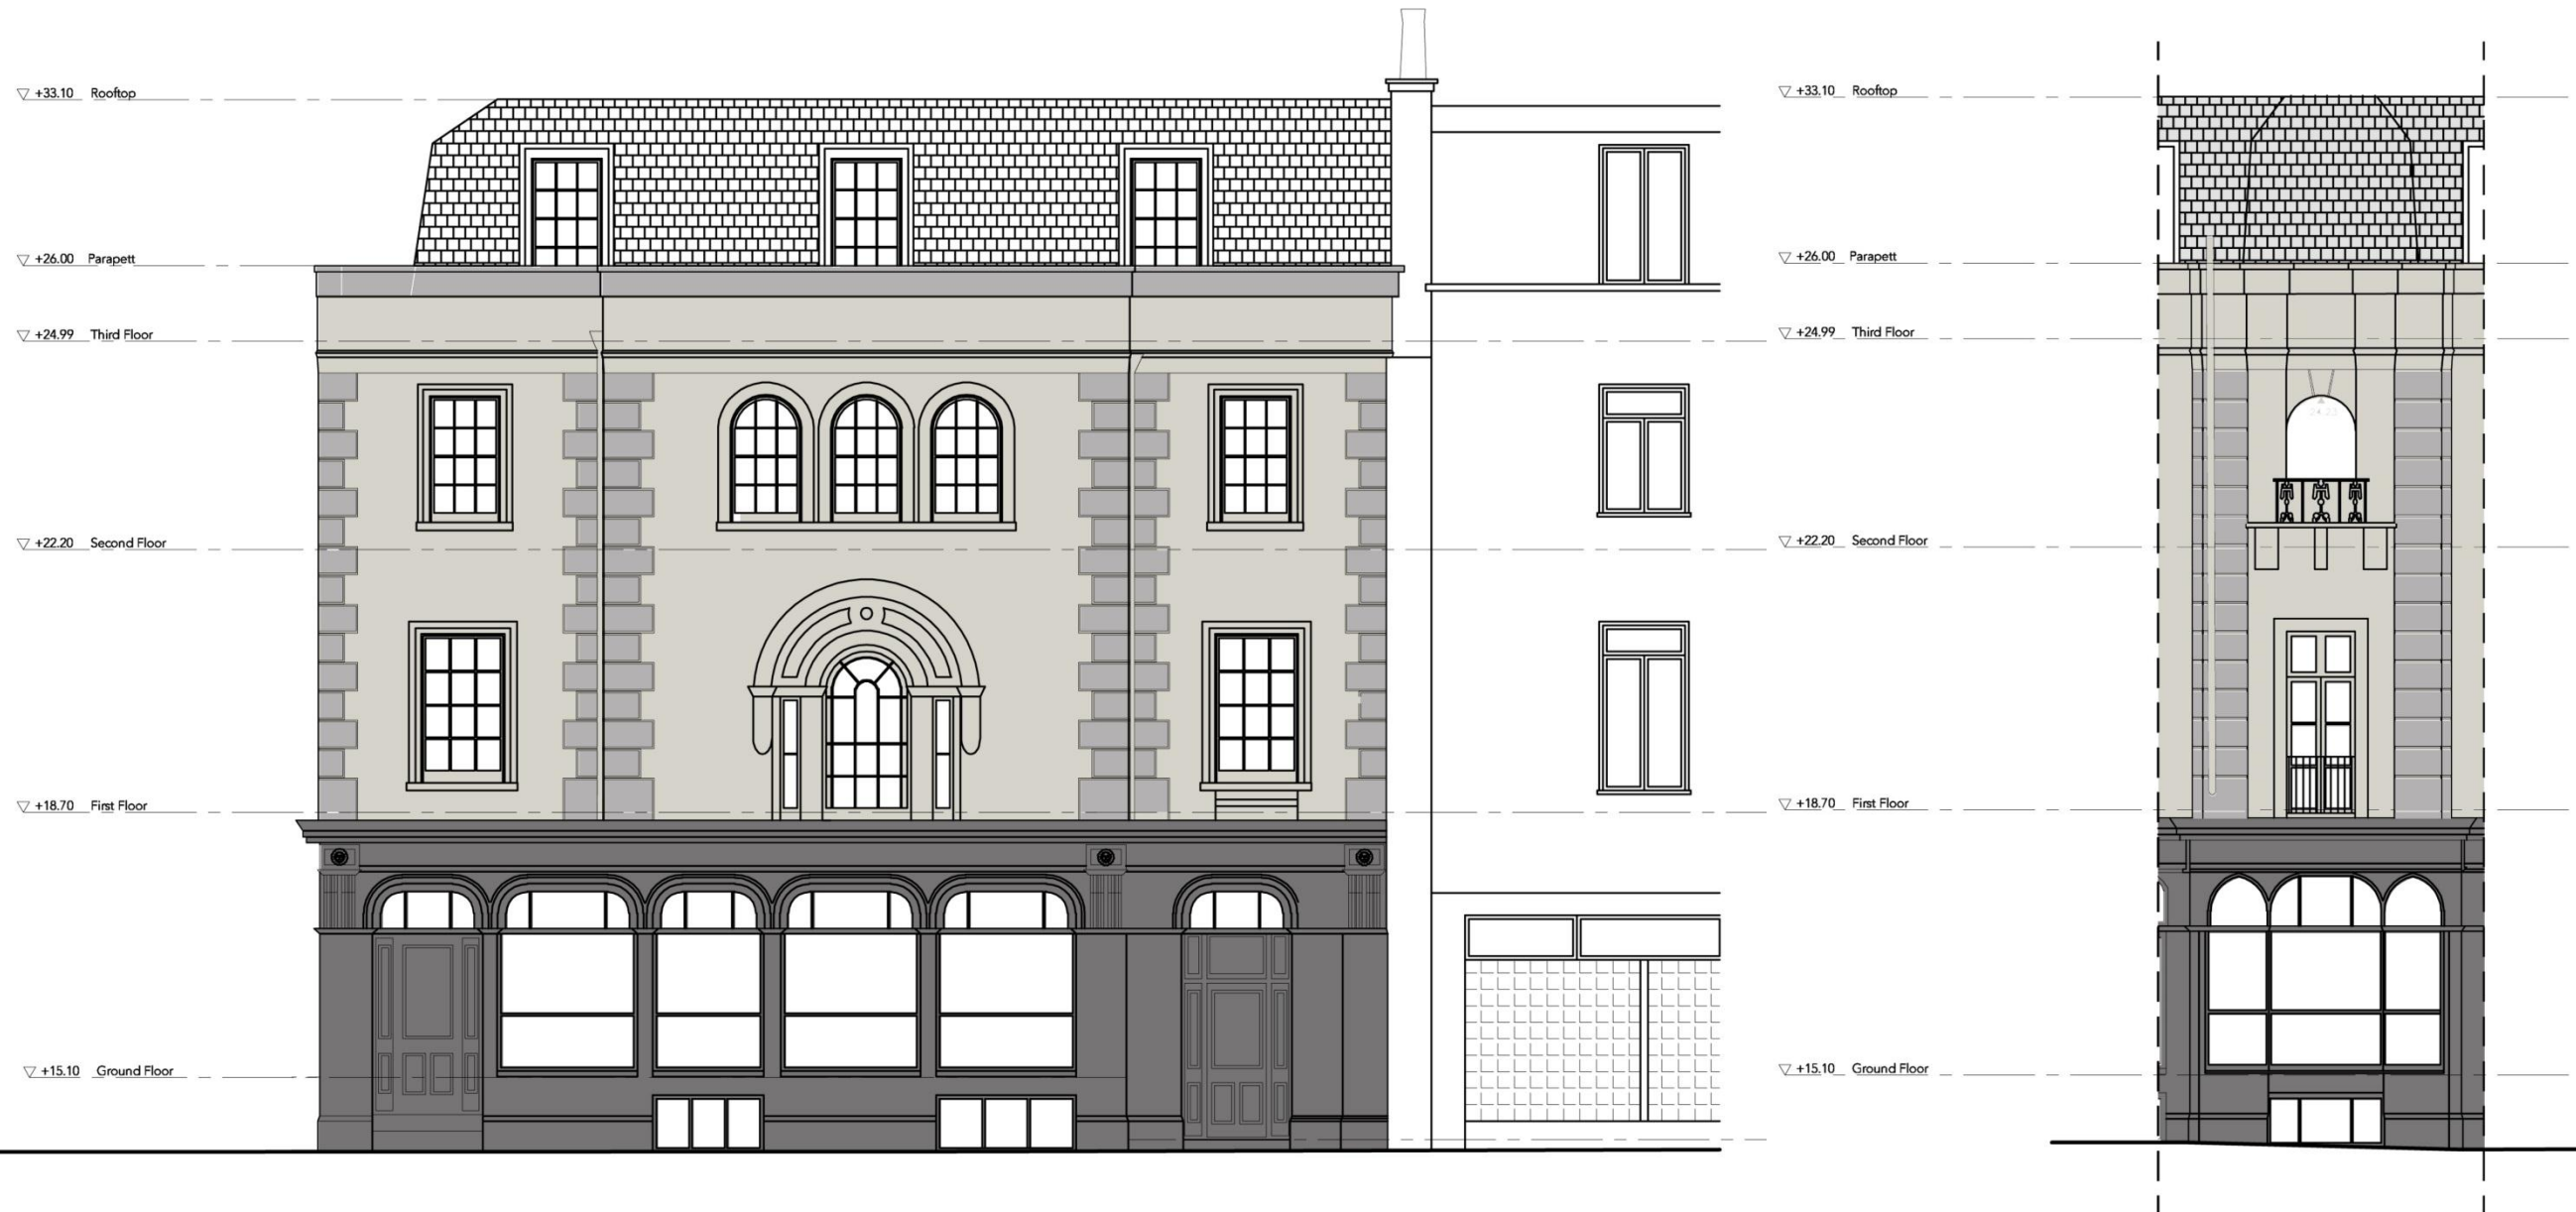 +33.10 Rooftop
+26.00 Parapett
+24.99 Third Floor
+22.20 Second Floor
+18.70 First Floor
+15.10 Ground Floor
+33.10 Rooftop
+26.00 Parapett
+24.99 Third Floor
+22.20 Second Floor
+18.70 First Floor
+15.10 Ground Floor